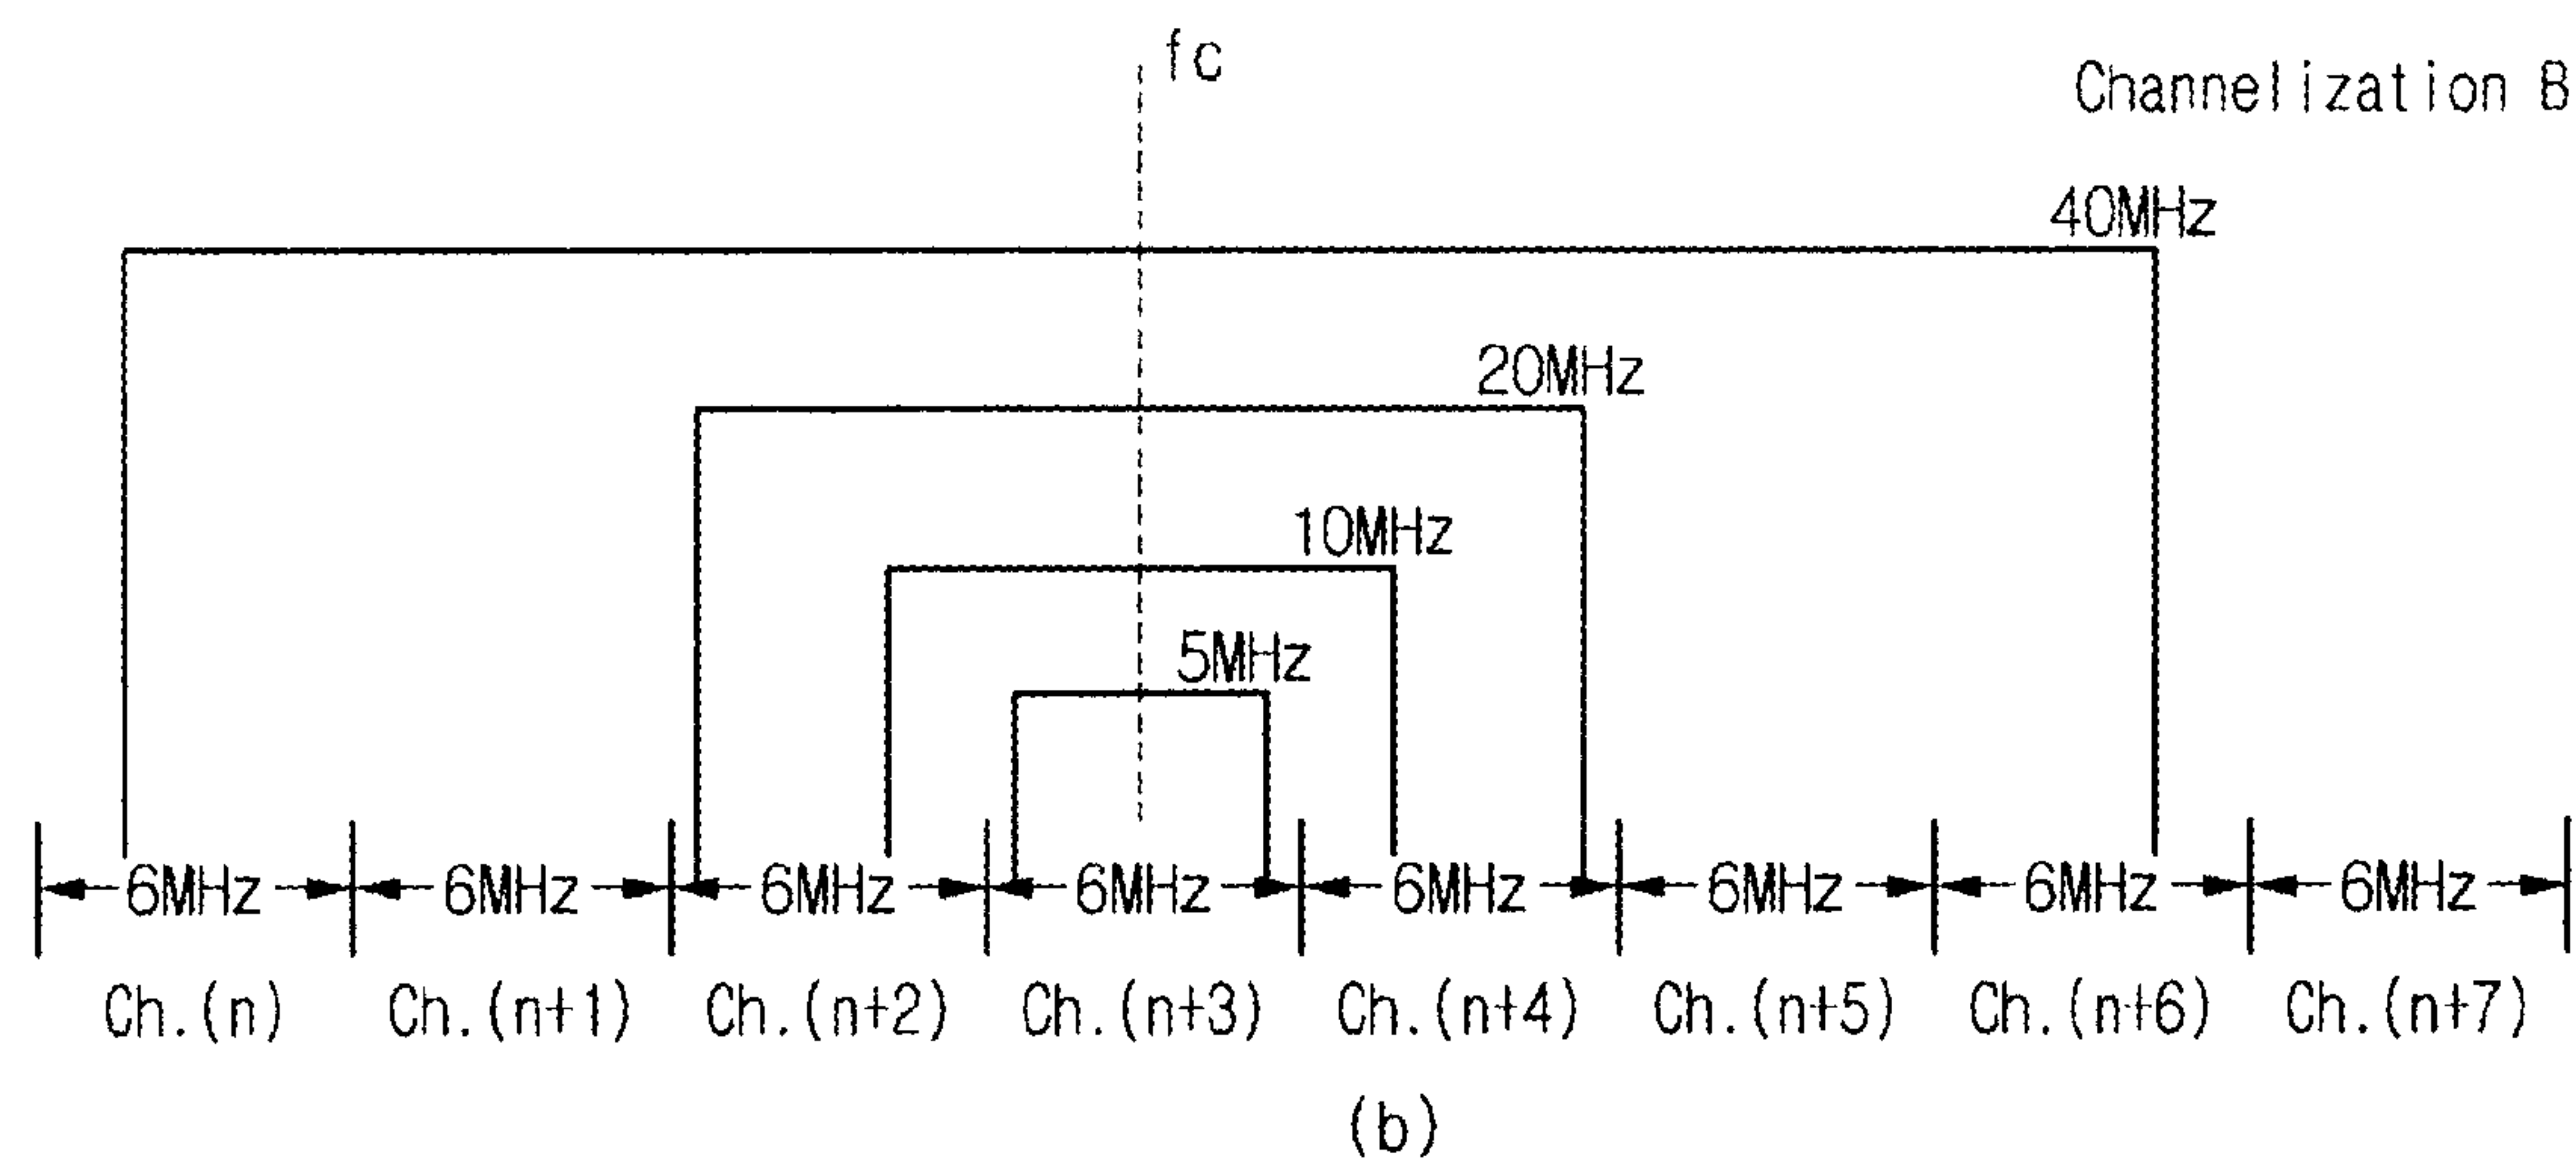 fc
Channelization B
40MHz
20MHz
10MHz
5MHz
6MHz 6MHz 6MHz 6MHz 6MHz 6MHz 6MHz 6MHz
Ch.(n) Ch.(n+1) Ch.(n+2) Ch.(n+3) Ch.(n+4) Ch.(n+5) Ch.(n+6) Ch.(n+7)
(b)